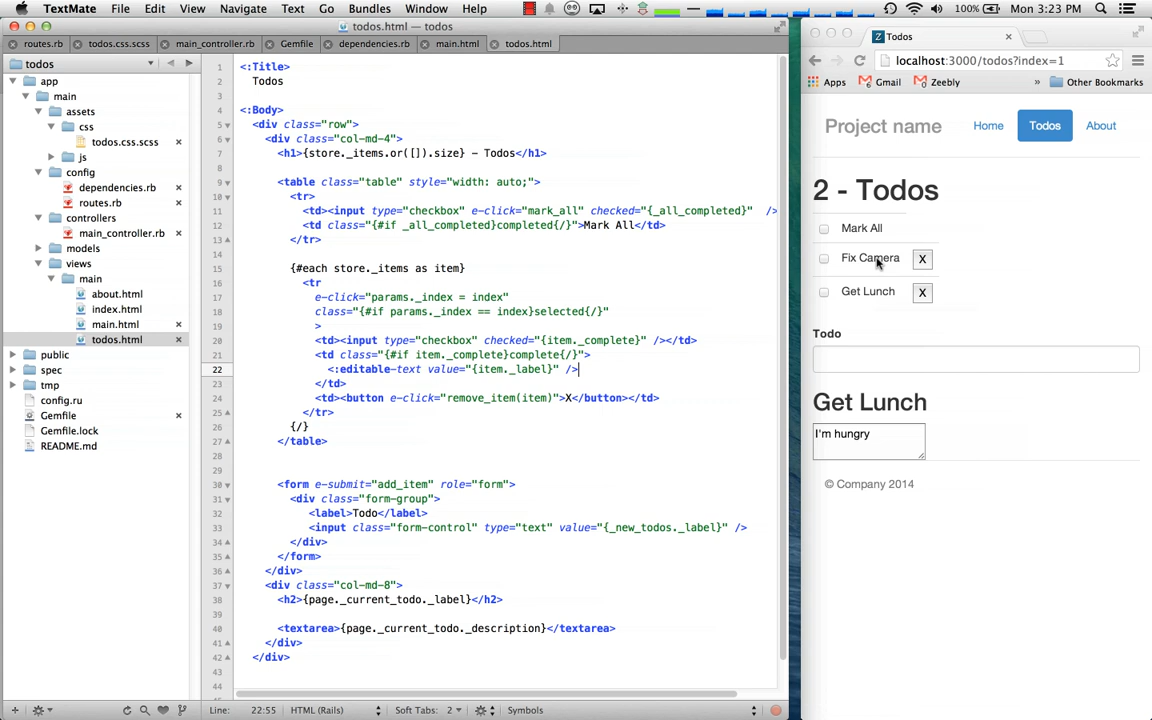 TextMate File Edit View Navigate Text Go Bundles Window Help 100% Mon 3:23 PM
todos.html — todos
routes.rb todos.css.scss main_controller.rb Gemfile dependencies.rb main.html todos.html
todos
app
main
assets
css
todos.css.scss
js
config
dependencies.rb
routes.rb
controllers
main_controller.rb
models
views
main
about.html
index.html
main.html
todos.html
public
spec
tmp
config.ru
Gemfile
Gemfile.lock
README.md
1 <:Title>
2 Todos
3
4 <:Body>
5 <div class="row">
6 <div class="col-md-4">
7 <h1>{store._items.or([]).size} - Todos</h1>
8
9 <table class="table" style="width: auto;">
10 <tr>
11 <td><input type="checkbox" e-click="mark_all" checked="{_all_completed}" />
12 <td class="{#if _all_completed}completed{/}">Mark All</td>
13 </tr>
14
15 {#each store._items as item}
16 <tr
17 e-click="params._index = index"
18 class="{#if params._index == index}selected{/}"
19 >
20 <td><input type="checkbox" checked="{item._complete}" /></td>
21 <td class="{#if item._complete}complete{/}">
22 <:editable-text value="{item._label}" />
23 </td>
24 <td><button e-click="remove_item(item)">X</button></td>
25 </tr>
26 {/}
27 </table>
28
29
30 <form e-submit="add_item" role="form">
31 <div class="form-group">
32 <label>Todo</label>
33 <input class="form-control" type="text" value="{_new_todos._label}" />
34 </div>
35 </form>
36 </div>
37 <div class="col-md-8">
38 <h2>{page._current_todo._label}</h2>
39
40 <textarea>{page._current_todo._description}</textarea>
41 </div>
42 </div>
43
44
Line: 22:55 HTML (Rails) Soft Tabs: 2 Symbols
Todos
localhost:3000/todos?index=1
Apps Gmail Zeebly » Other Bookmarks
Project name Home Todos About
2 - Todos
Mark All
Fix Camera X
Get Lunch X
Todo
Get Lunch
I'm hungry
© Company 2014